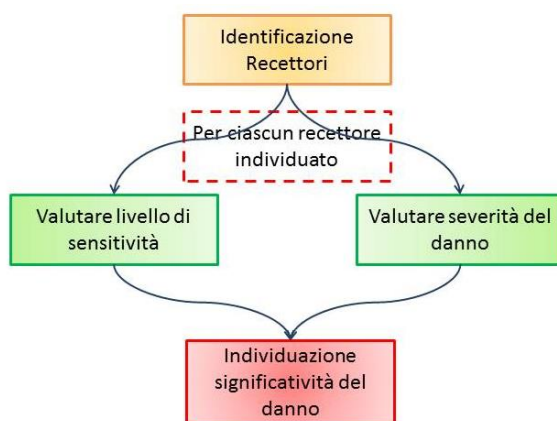 Identificazione
Recettori
Per ciascun recettore
individuato
Valutare livello di
sensitività
Valutare severità del
danno
Individuazione
significatività del
danno